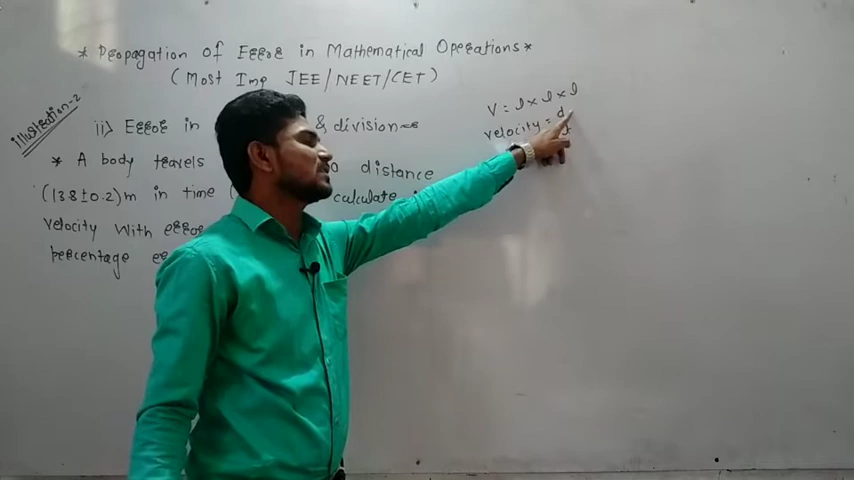 * Propagation of Error in Mathematical Operations *
(Most Imp JEE/NEET/CET)
Illustration-2
ii> Error in & division =
* A body travels distance
(13.8 ± 0.2) m in time ( calculate
velocity with error
percentage
V = l × l × l
velocity = d